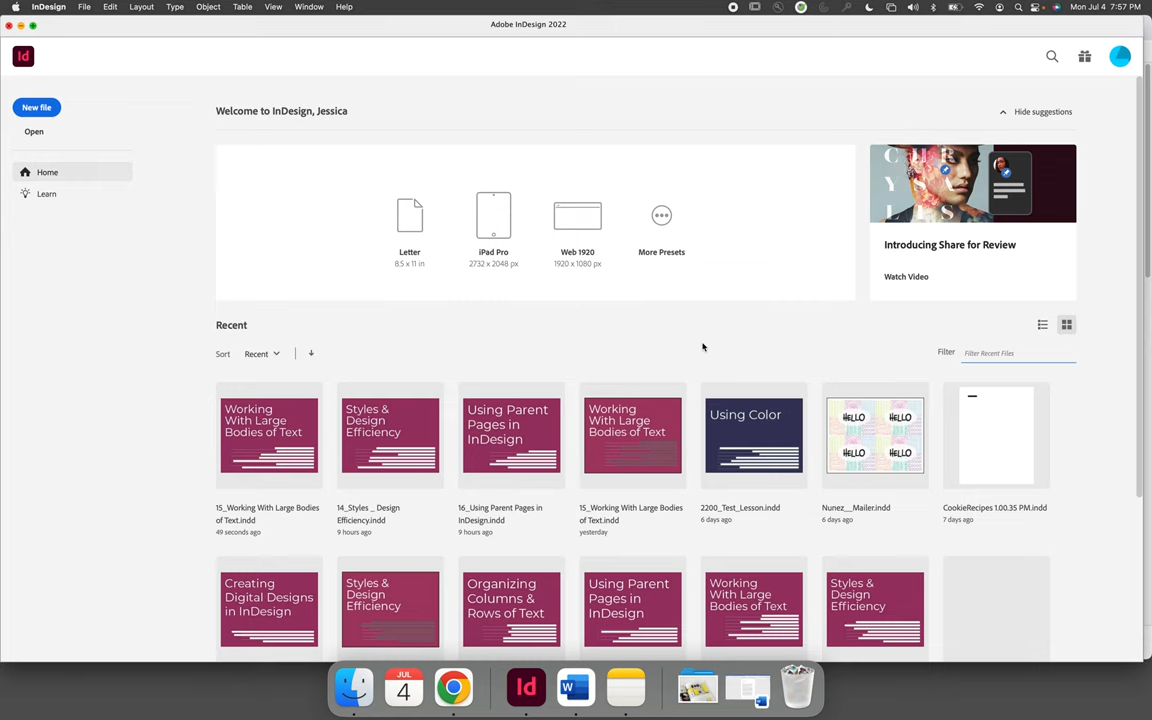 InDesign File Edit Layout Type Object Table View Window Help
Mon Jul 4 7:57 PM
Adobe InDesign 2022
Id
New file
Open
Home
Learn
Welcome to InDesign, Jessica
Hide suggestions
Letter
8.5 x 11 in
iPad Pro
2732 x 2048 px
Web 1920
1920 x 1080 px
More Presets
C H R
Y S
L L I S
Introducing Share for Review
Watch Video
Recent
Sort Recent
Filter Filter Recent Files
Working
With Large
Bodies of Text
15_Working With Large Bodies
of Text.indd
49 seconds ago
Styles &
Design
Efficiency
14_Styles _ Design
Efficiency.indd
9 hours ago
Using Parent
Pages in
InDesign
16_Using Parent Pages in
InDesign.indd
9 hours ago
Working
With Large
Bodies of Text
15_Working With Large Bodies
of Text.indd
yesterday
Using Color
2200_Test_Lesson.indd
6 days ago
HELLO HELLO
HELLO HELLO
Nunez__Mailer.indd
6 days ago
CookieRecipes 1.00.35 PM.indd
7 days ago
Creating
Digital Designs
in InDesign
Styles &
Design
Efficiency
Organizing
Columns &
Rows of Text
Using Parent
Pages in
InDesign
Working
With Large
Bodies of Text
Styles &
Design
Efficiency
JUL
4
Id
W